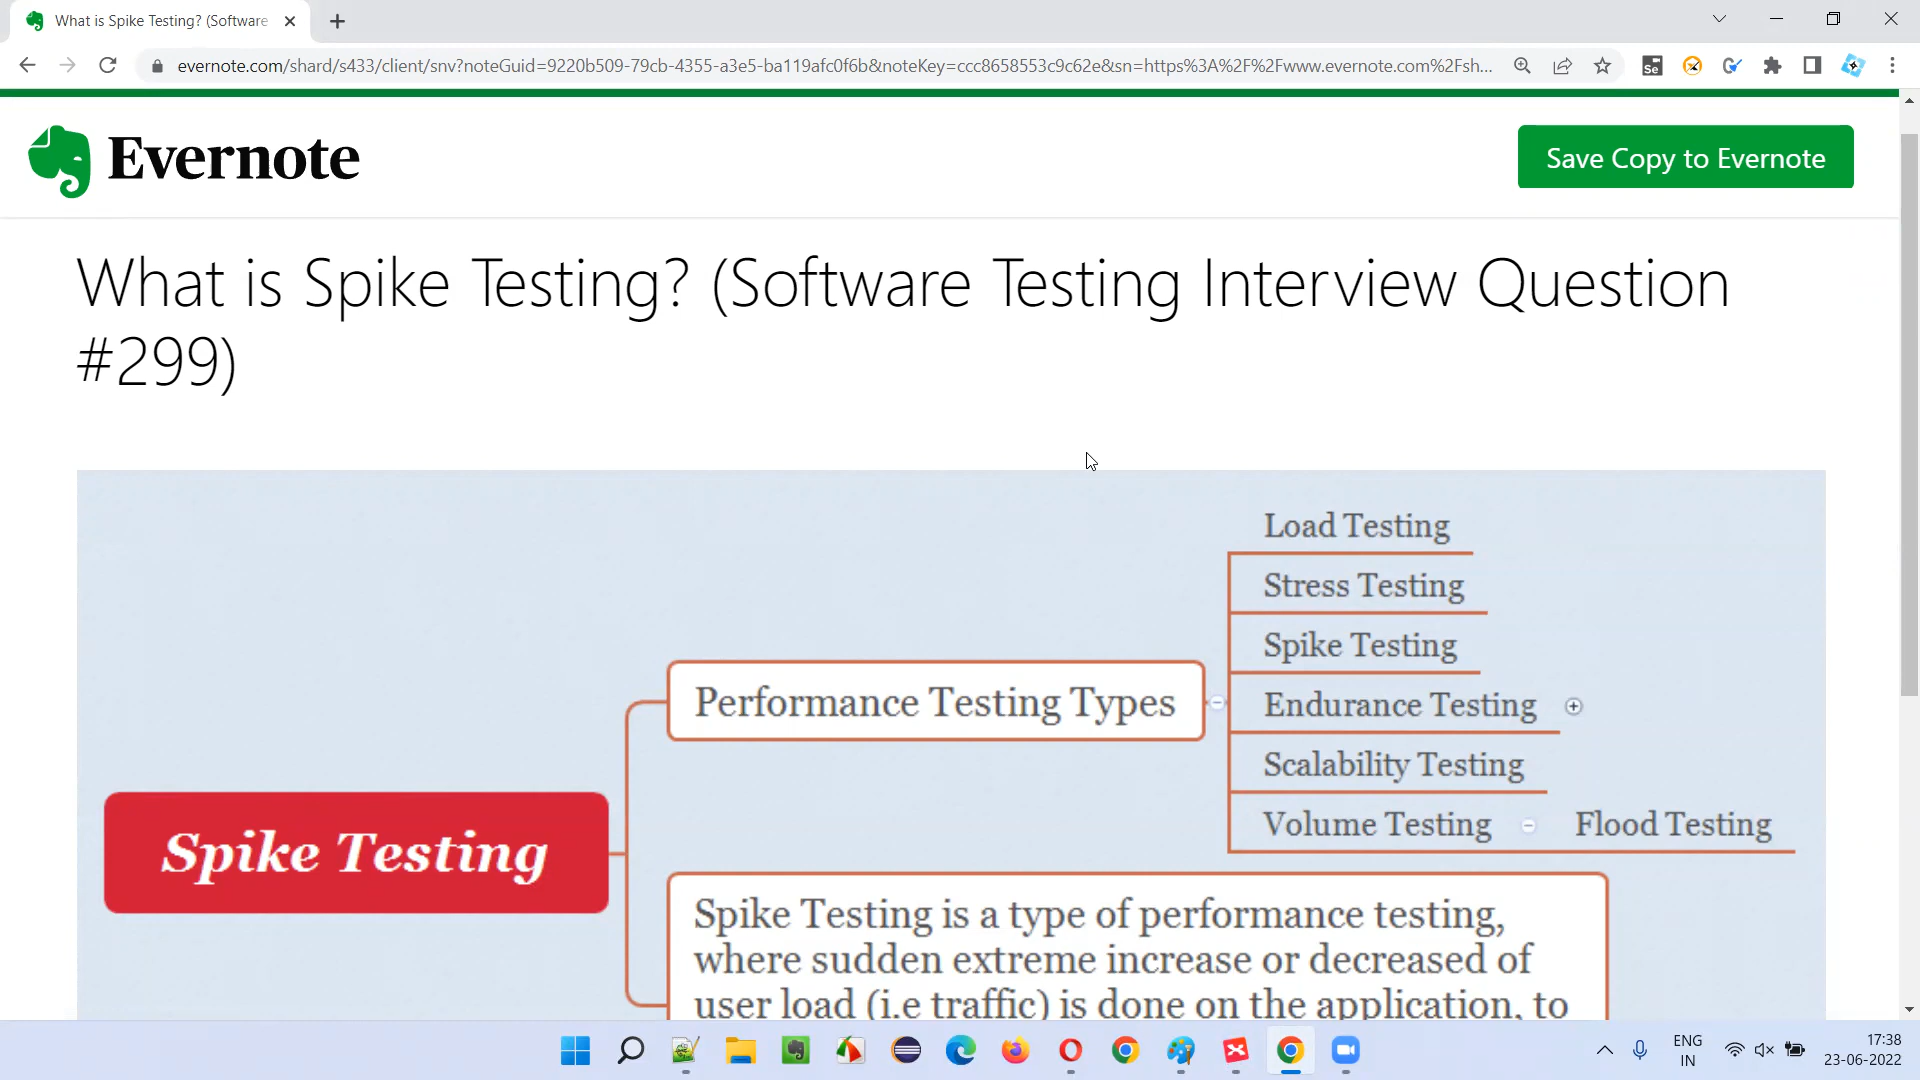 What is Spike Testing? (Software
evernote.com/shard/s433/client/snv?noteGuid=9220b509-79cb-4355-a3e5-ba119afc0f6b&noteKey=ccc8658553c9c62e&sn=https%3A%2F%2Fwww.evernote.com%2Fsh...
Se
Evernote
Save Copy to Evernote
What is Spike Testing? (Software Testing Interview Question
#299)
Load Testing
Stress Testing
Spike Testing
Performance Testing Types
Endurance Testing
Scalability Testing
Volume Testing
Flood Testing
Spike Testing
Spike Testing is a type of performance testing,
where sudden extreme increase or decreased of
user load (i.e traffic) is done on the application, to
ENG
IN
17:38
23-06-2022